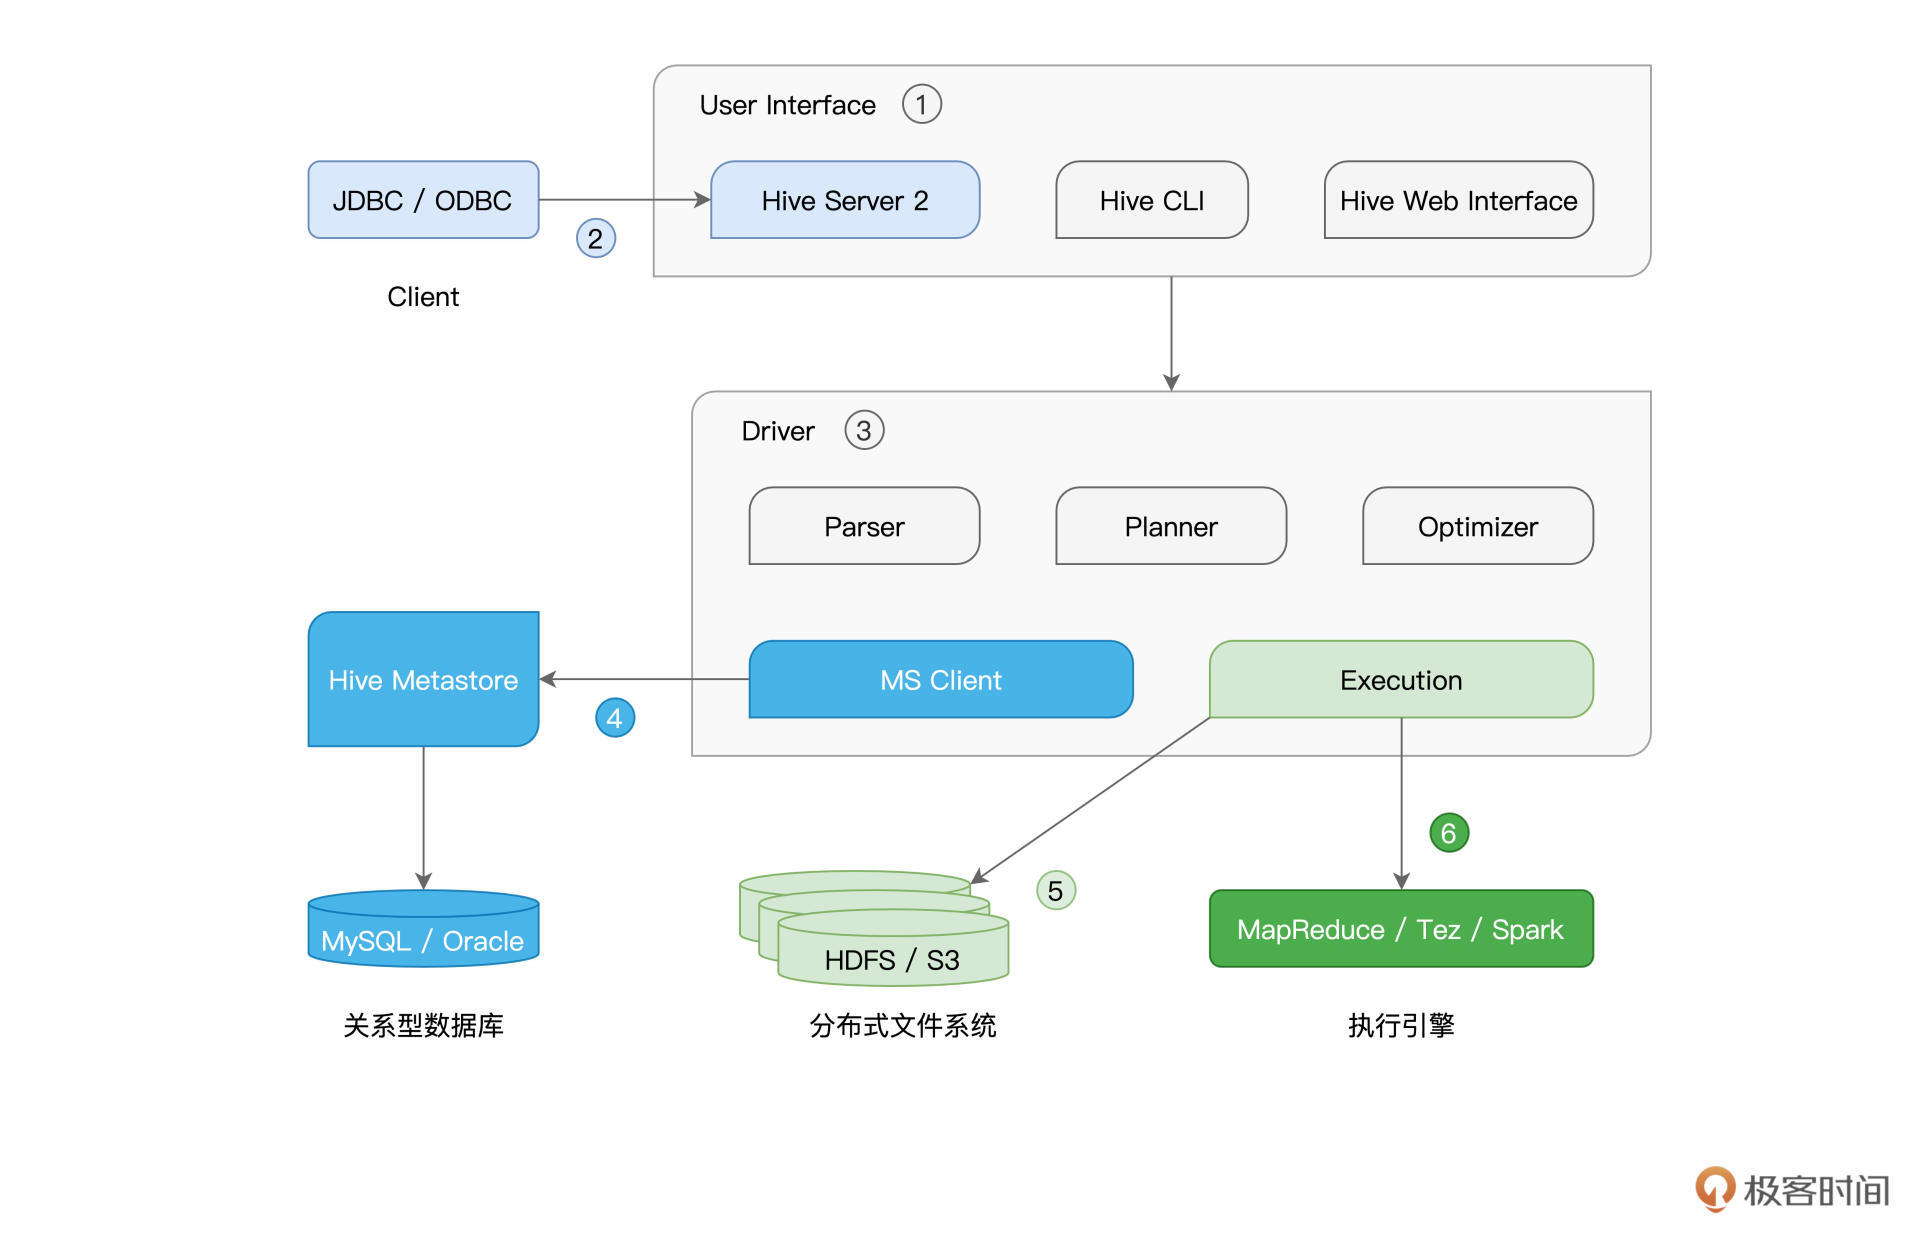 User Interface ①
JDBC / ODBC
Hive Server 2
Hive CLI
Hive Web Interface
②
Client
Driver ③
Parser
Planner
Optimizer
Hive Metastore
MS Client
Execution
④
⑥
⑤
MySQL / Oracle
HDFS / S3
MapReduce / Tez / Spark
关系型数据库
分布式文件系统
执行引擎
极客时间